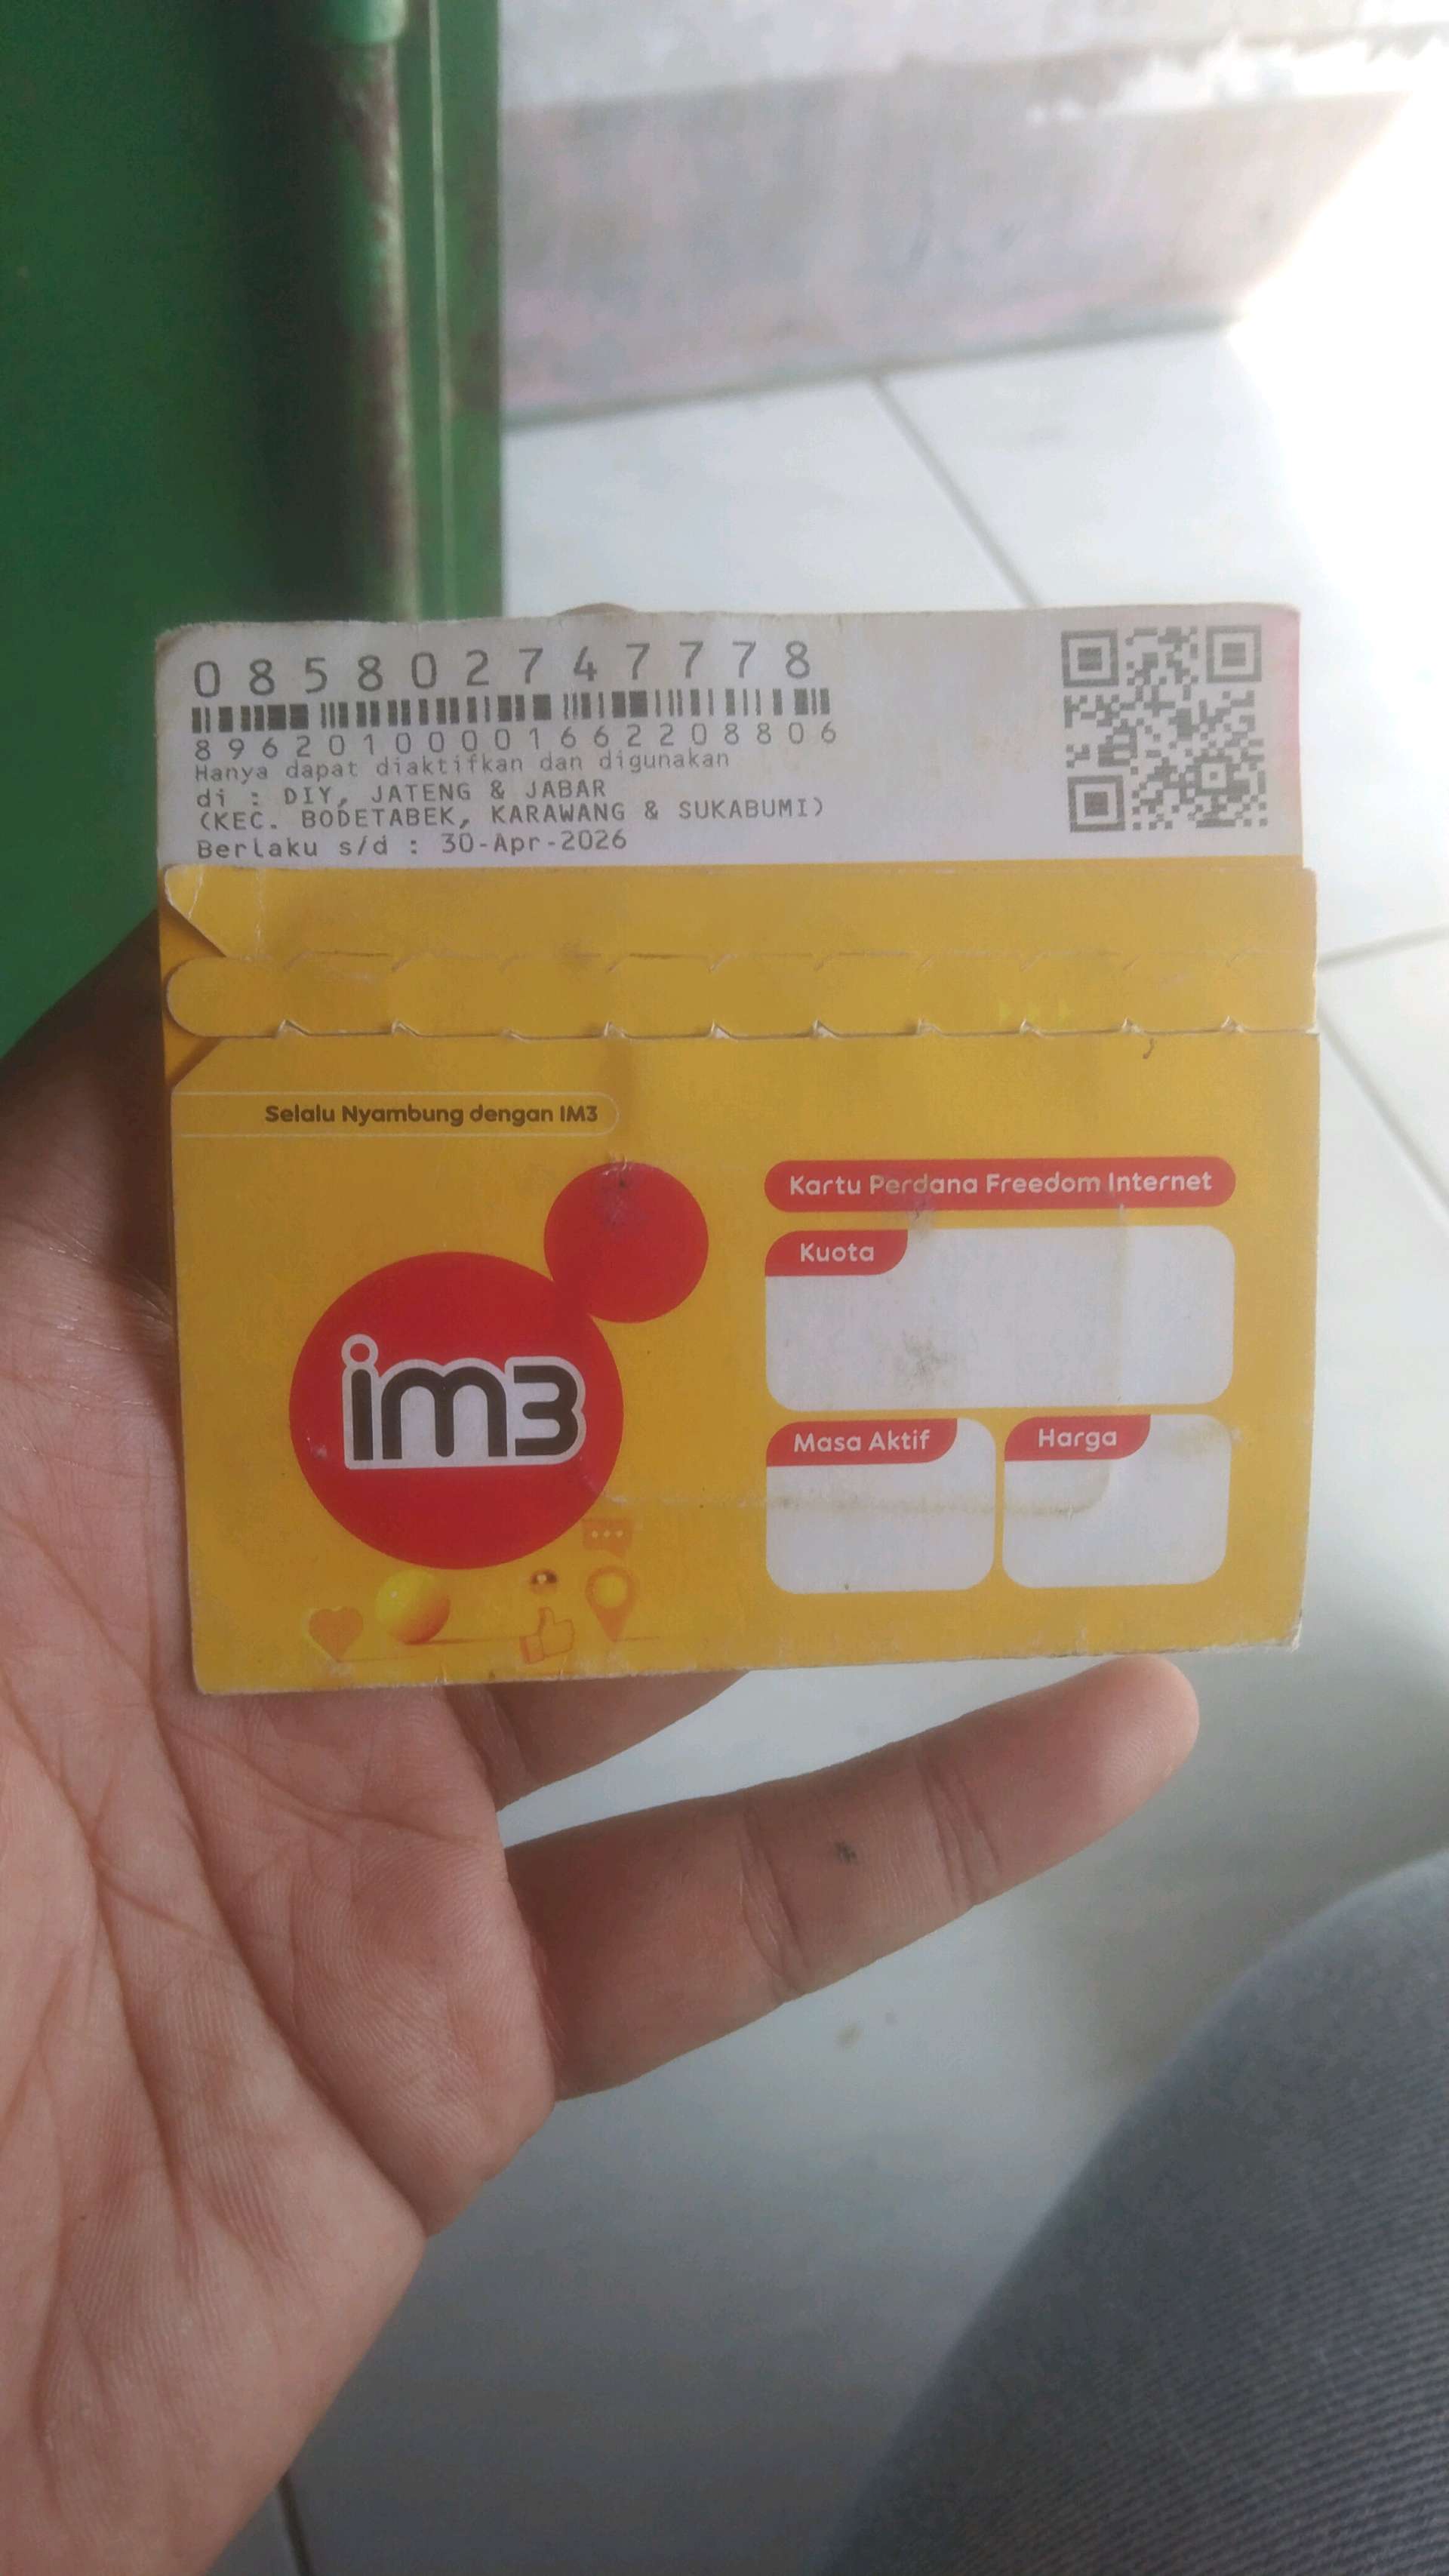 085802747778
89620100001662208806
Hanya dapat diaktifkan dan digunakan
di : DIY, JATENG & JABAR
(KEC. BODETABEK, KARAWANG & SUKABUMI)
Berlaku s/d : 30-Apr-2026
Selalu Nyambung dengan IM3
im3
Kartu Perdana Freedom Internet
Kuota
Masa Aktif
Harga